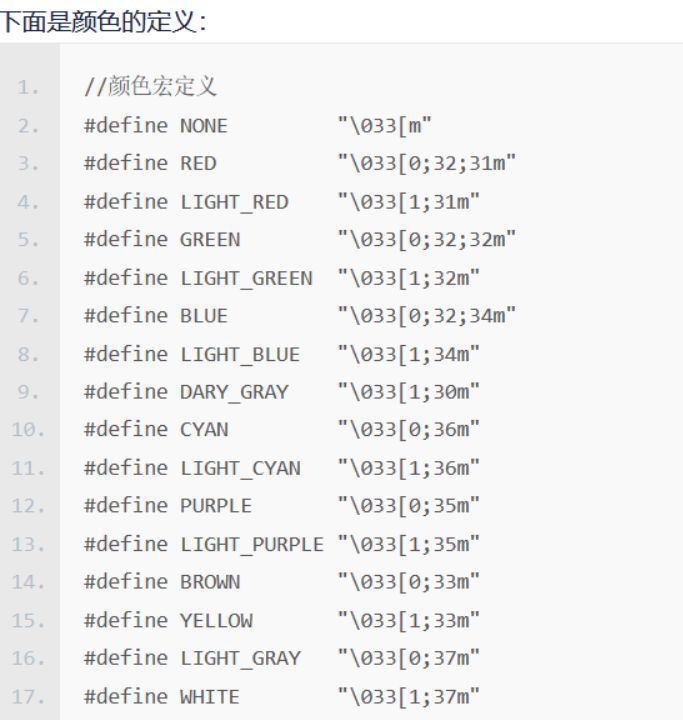 下面是颜色的定义：
1. //颜色宏定义
2. #define NONE         "\033[m"
3. #define RED          "\033[0;32;31m"
4. #define LIGHT_RED    "\033[1;31m"
5. #define GREEN        "\033[0;32;32m"
6. #define LIGHT_GREEN  "\033[1;32m"
7. #define BLUE         "\033[0;32;34m"
8. #define LIGHT_BLUE   "\033[1;34m"
9. #define DARY_GRAY    "\033[1;30m"
10. #define CYAN         "\033[0;36m"
11. #define LIGHT_CYAN   "\033[1;36m"
12. #define PURPLE       "\033[0;35m"
13. #define LIGHT_PURPLE "\033[1;35m"
14. #define BROWN        "\033[0;33m"
15. #define YELLOW       "\033[1;33m"
16. #define LIGHT_GRAY   "\033[0;37m"
17. #define WHITE        "\033[1;37m"